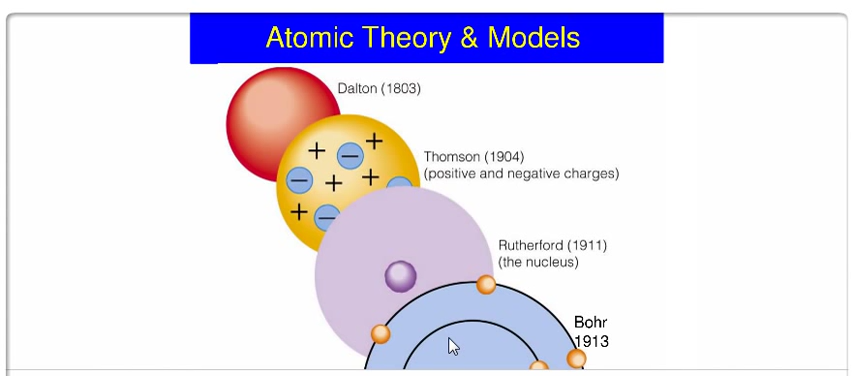 Atomic Theory & Models
Dalton (1803)
Thomson (1904)
(positive and negative charges)
Rutherford (1911)
(the nucleus)
Bohr
1913